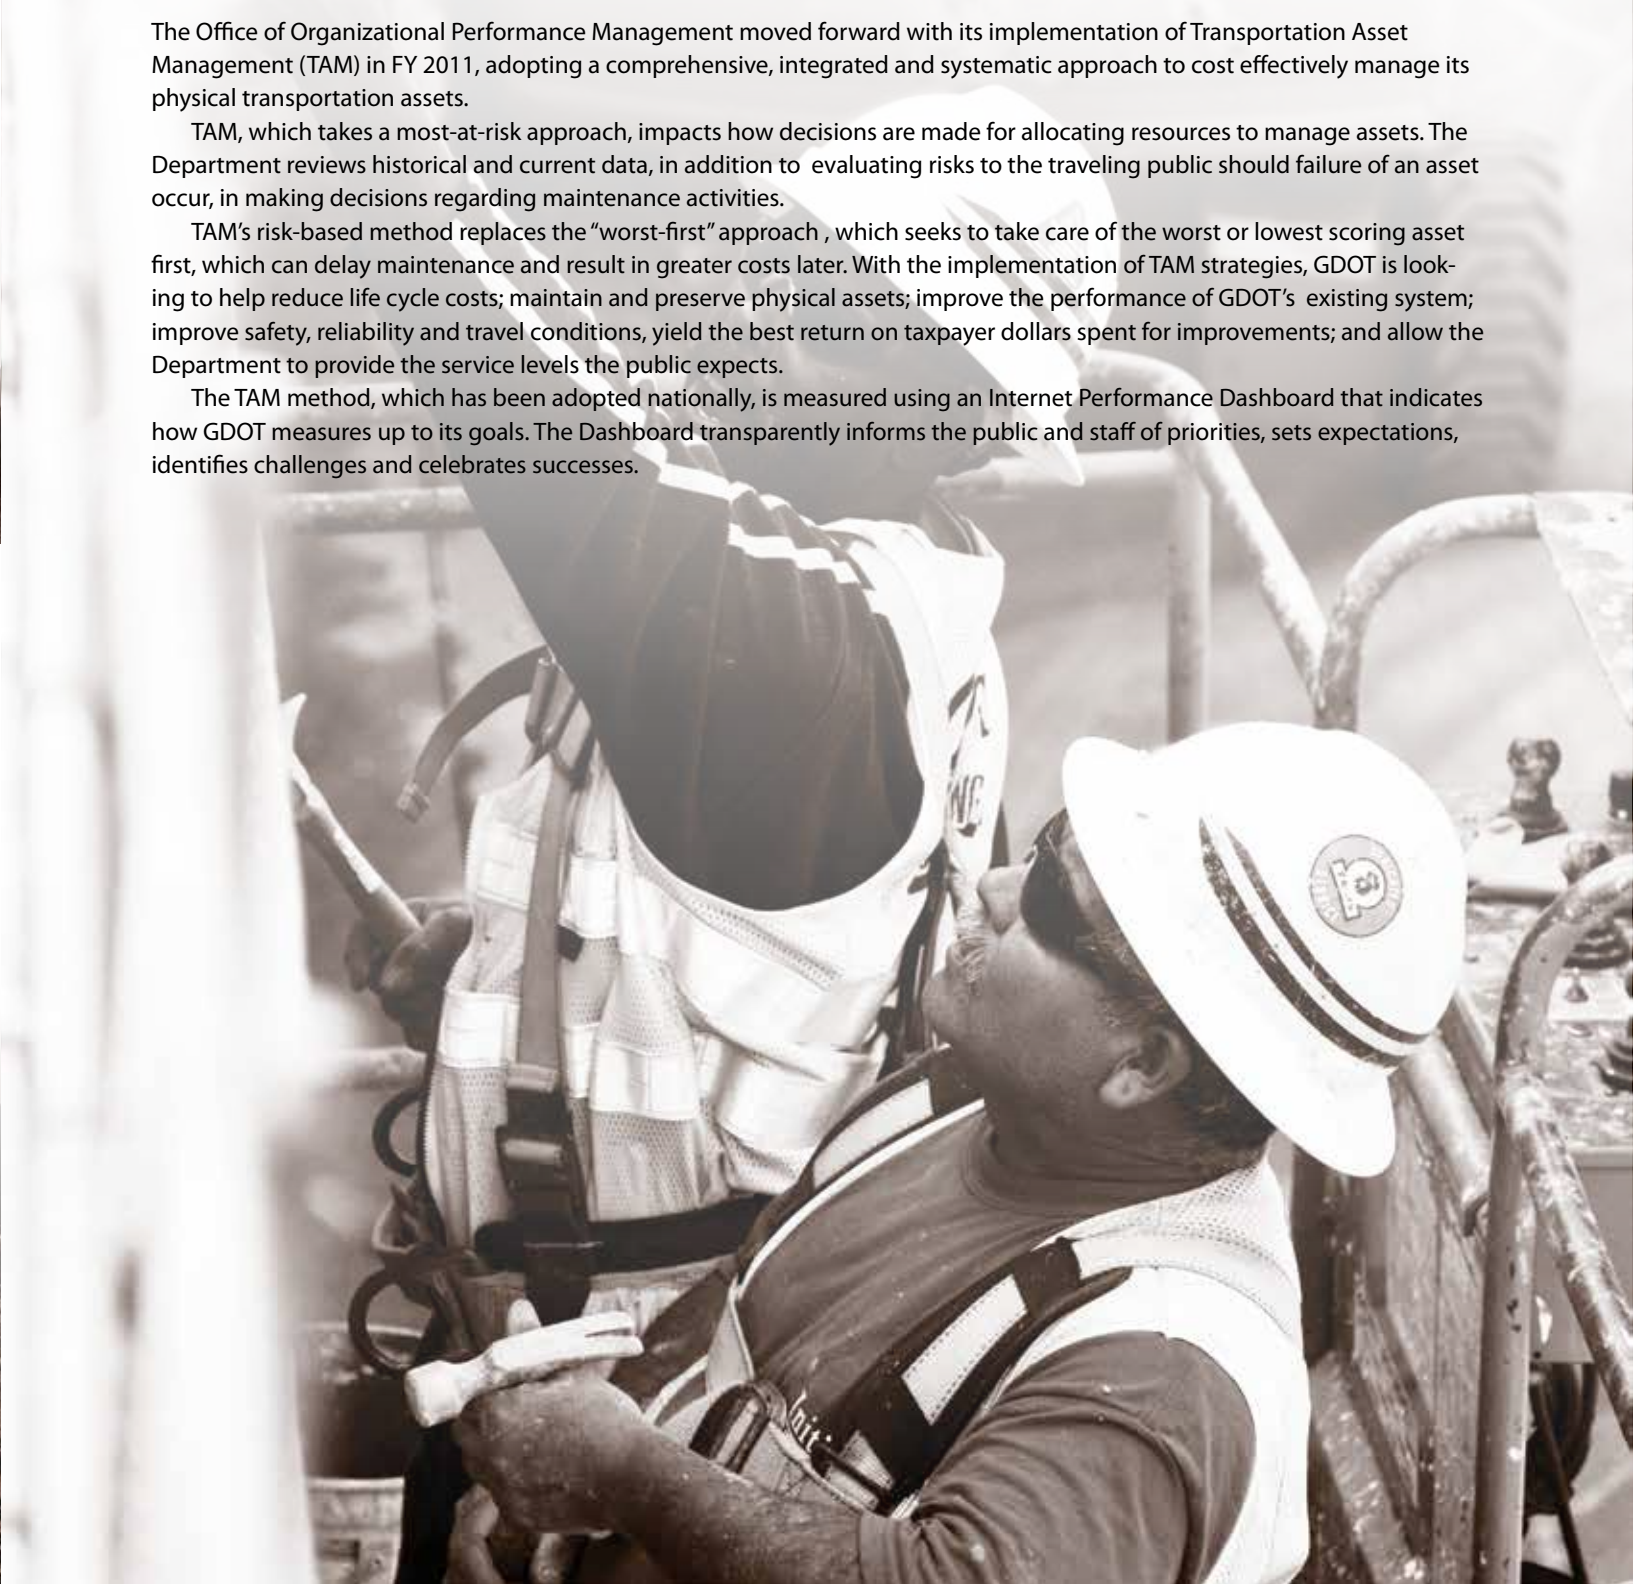 The Office of Organizational Performance Management moved forward with its implementation of Transportation Asset
Management (TAM) in FY 2011, adopting a comprehensive, integrated and systematic approach to cost effectively manage its
physical transportation assets.
TAM, which takes a most-at-risk approach, impacts how decisions are made for allocating resources to manage assets. The
Department reviews historical and current data, in addition to  evaluating risks to the traveling public should failure of an asset
occur, in making decisions regarding maintenance activities.
TAM’s risk-based method replaces the “worst-first” approach , which seeks to take care of the worst or lowest scoring asset
first, which can delay maintenance and result in greater costs later. With the implementation of TAM strategies, GDOT is look-
ing to help reduce life cycle costs; maintain and preserve physical assets; improve the performance of GDOT’s  existing system;
improve safety, reliability and travel conditions, yield the best return on taxpayer dollars spent for improvements; and allow the
Department to provide the service levels the public expects.
The TAM method, which has been adopted nationally, is measured using an Internet Performance Dashboard that indicates
how GDOT measures up to its goals. The Dashboard transparently informs the public and staff of priorities, sets expectations,
identifies challenges and celebrates successes.